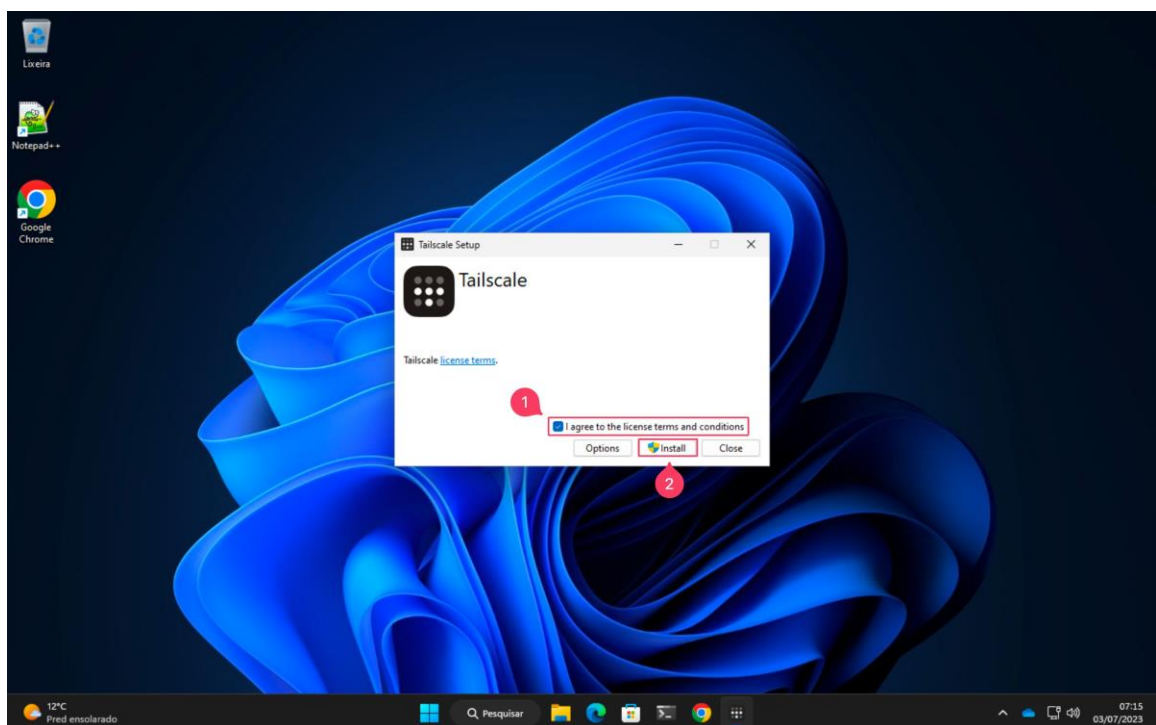 Lixeira
Notepad++
Google
Chrome
Tailscale Setup
Tailscale
Tailscale license terms.
1
I agree to the license terms and conditions
Options
Install
Close
2
12°C
Pred ensolarado
Pesquisar
07:15
03/07/2023